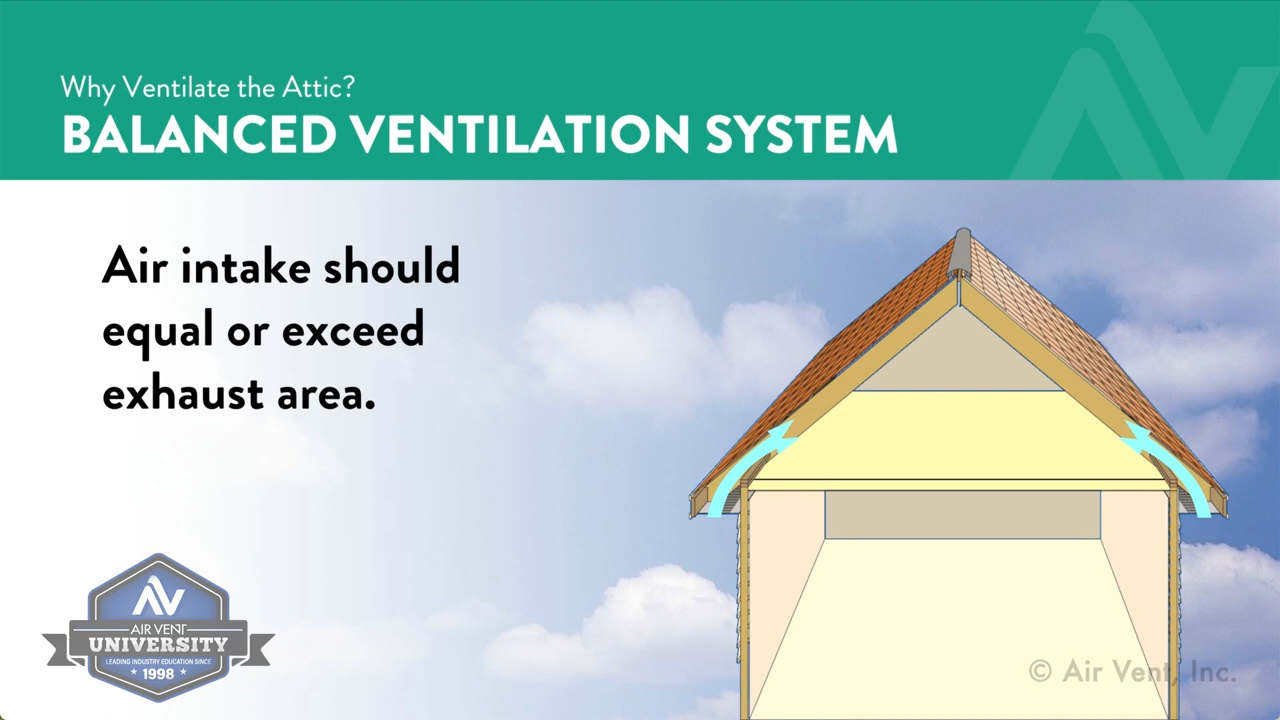 Why Ventilate the Attic?
BALANCED VENTILATION SYSTEM
Air intake should
equal or exceed
exhaust area.
AV
AIR VENT
UNIVERSITY
LEADING INDUSTRY EDUCATION SINCE
1998
© Air Vent, Inc.